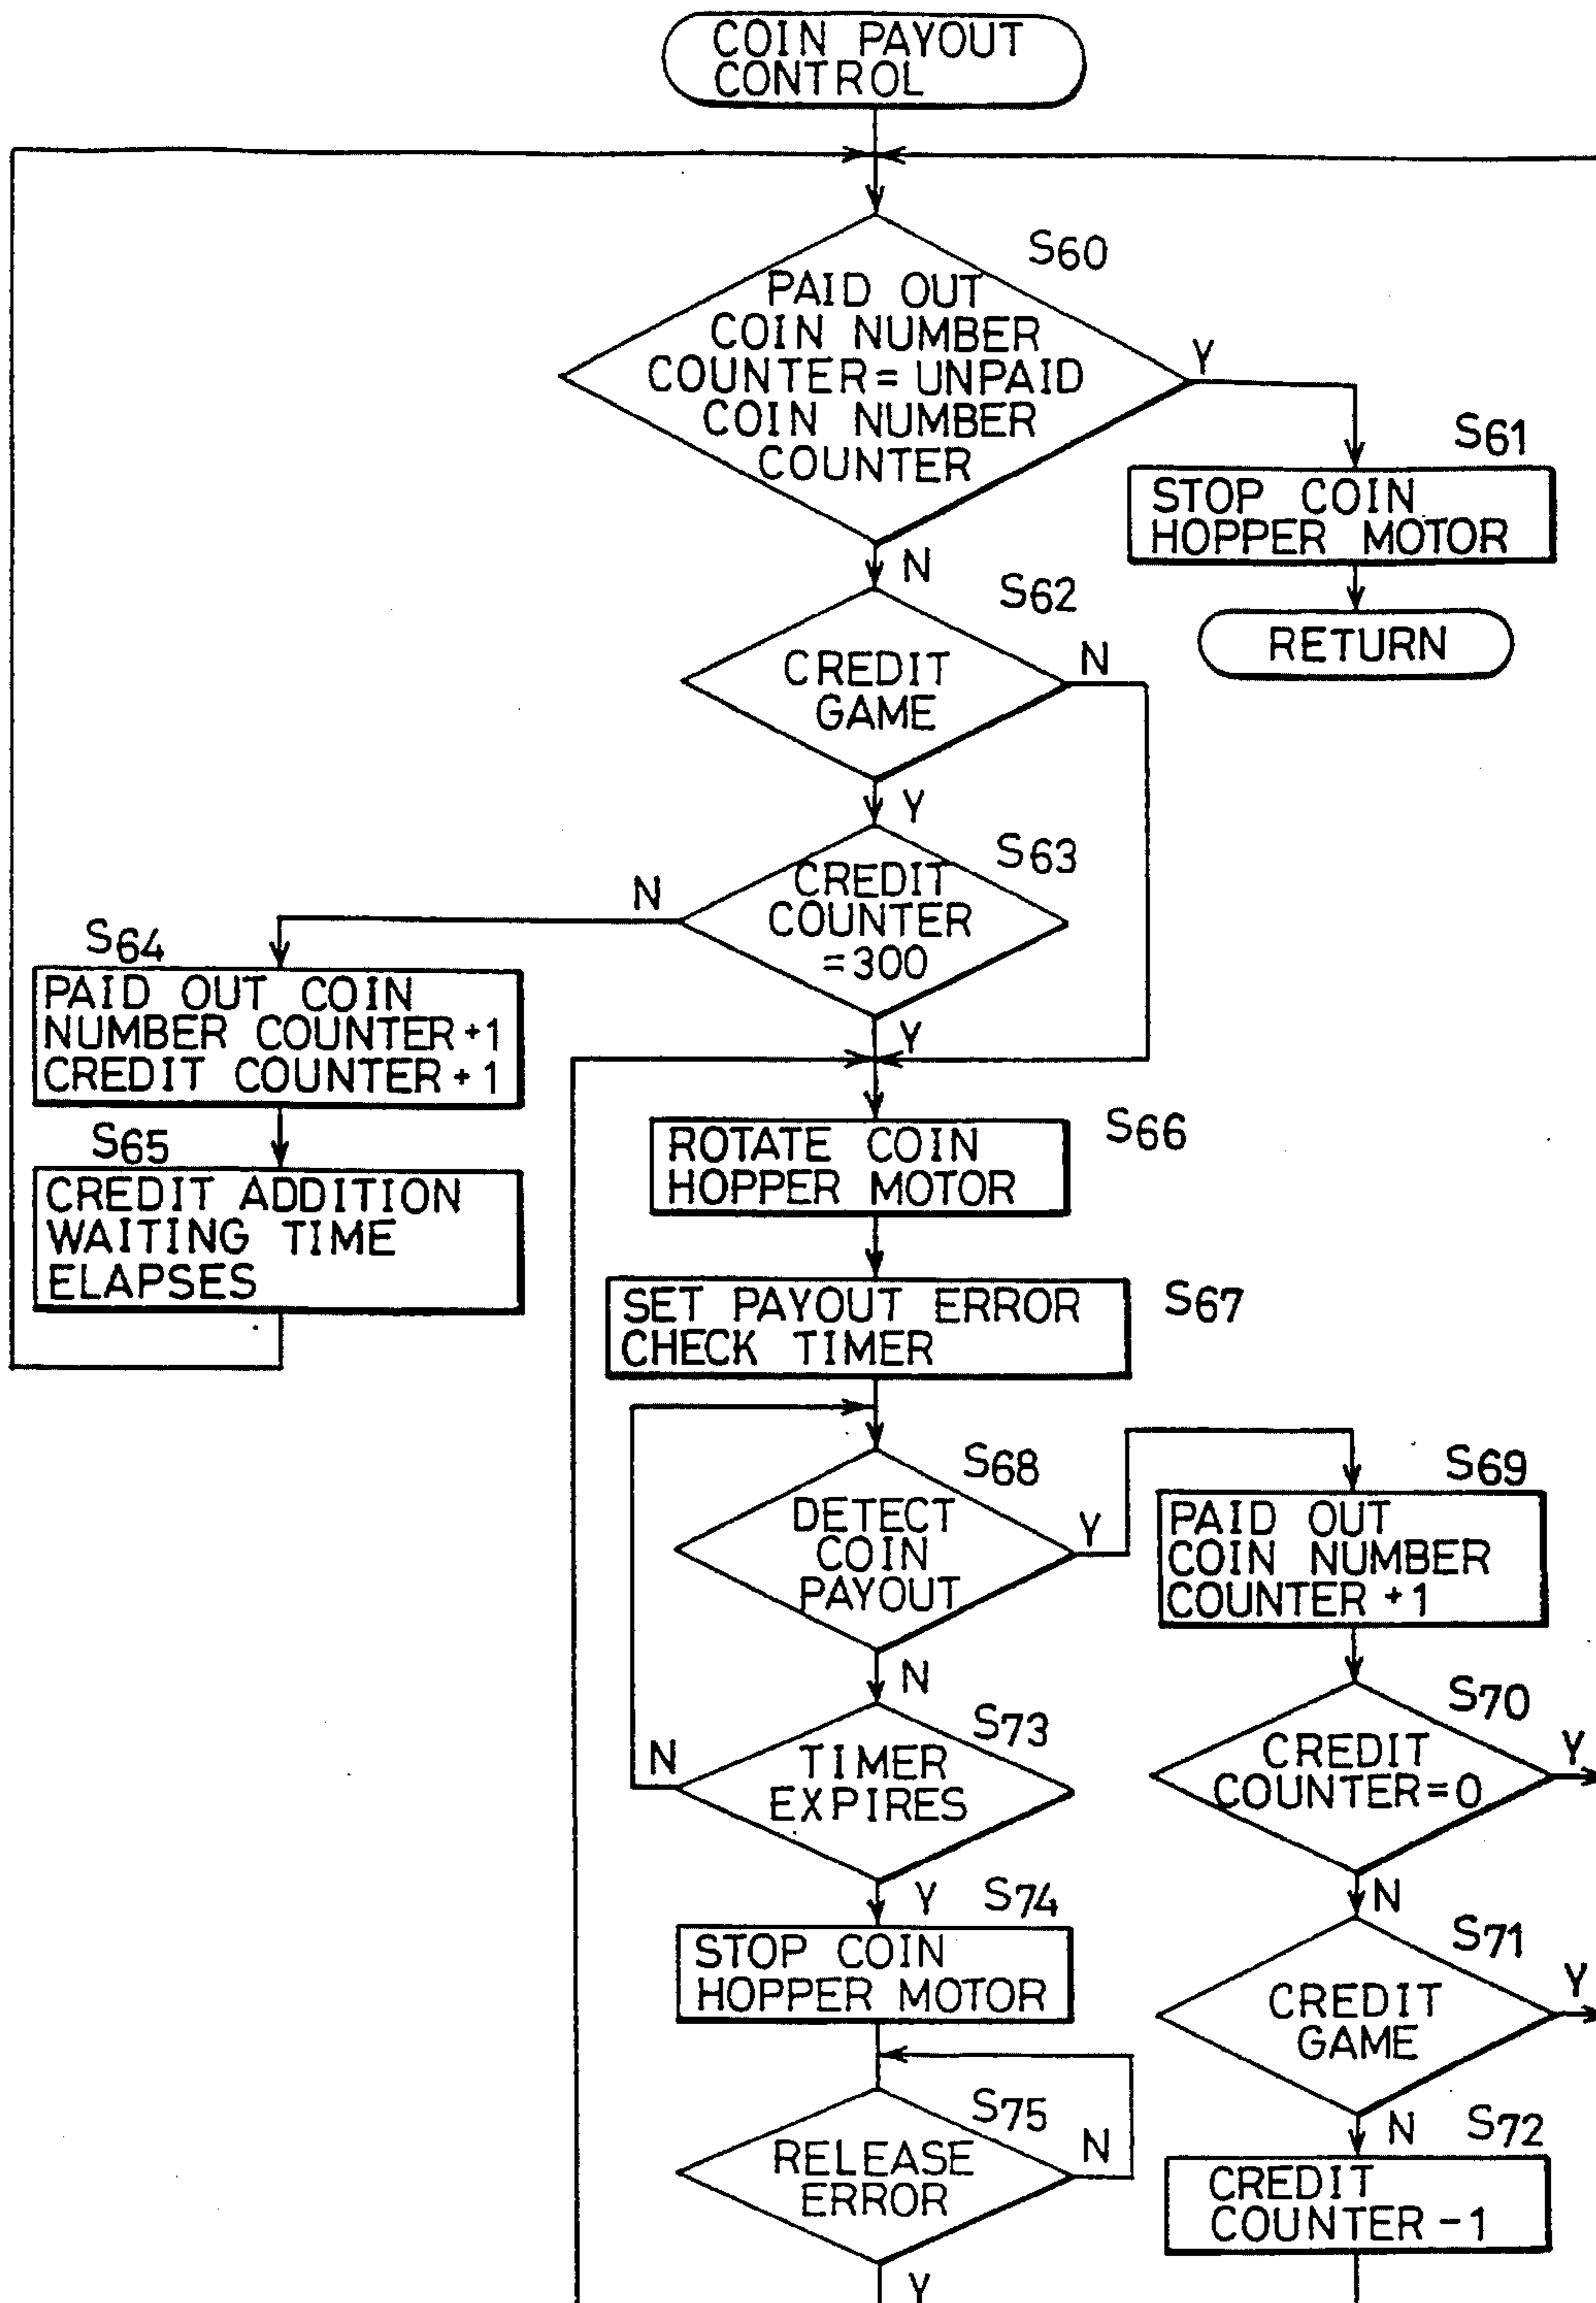 COIN PAYOUT
CONTROL
S60
PAID OUT
COIN NUMBER
COUNTER = UNPAID
COIN NUMBER
COUNTER
Y
N
S61
STOP COIN
HOPPER MOTOR
RETURN
S62
CREDIT
GAME
N
Y
S63
CREDIT
COUNTER
=300
N
Y
S64
PAID OUT COIN
NUMBER COUNTER +1
CREDIT COUNTER +1
S65
CREDIT ADDITION
WAITING TIME
ELAPSES
S66
ROTATE COIN
HOPPER MOTOR
S67
SET PAYOUT ERROR
CHECK TIMER
S68
DETECT
COIN
PAYOUT
Y
N
S69
PAID OUT
COIN NUMBER
COUNTER +1
S70
CREDIT
COUNTER=0
Y
N
S73
TIMER
EXPIRES
N
Y
S71
CREDIT
GAME
Y
N
S74
STOP COIN
HOPPER MOTOR
S75
RELEASE
ERROR
N
Y
S72
CREDIT
COUNTER -1